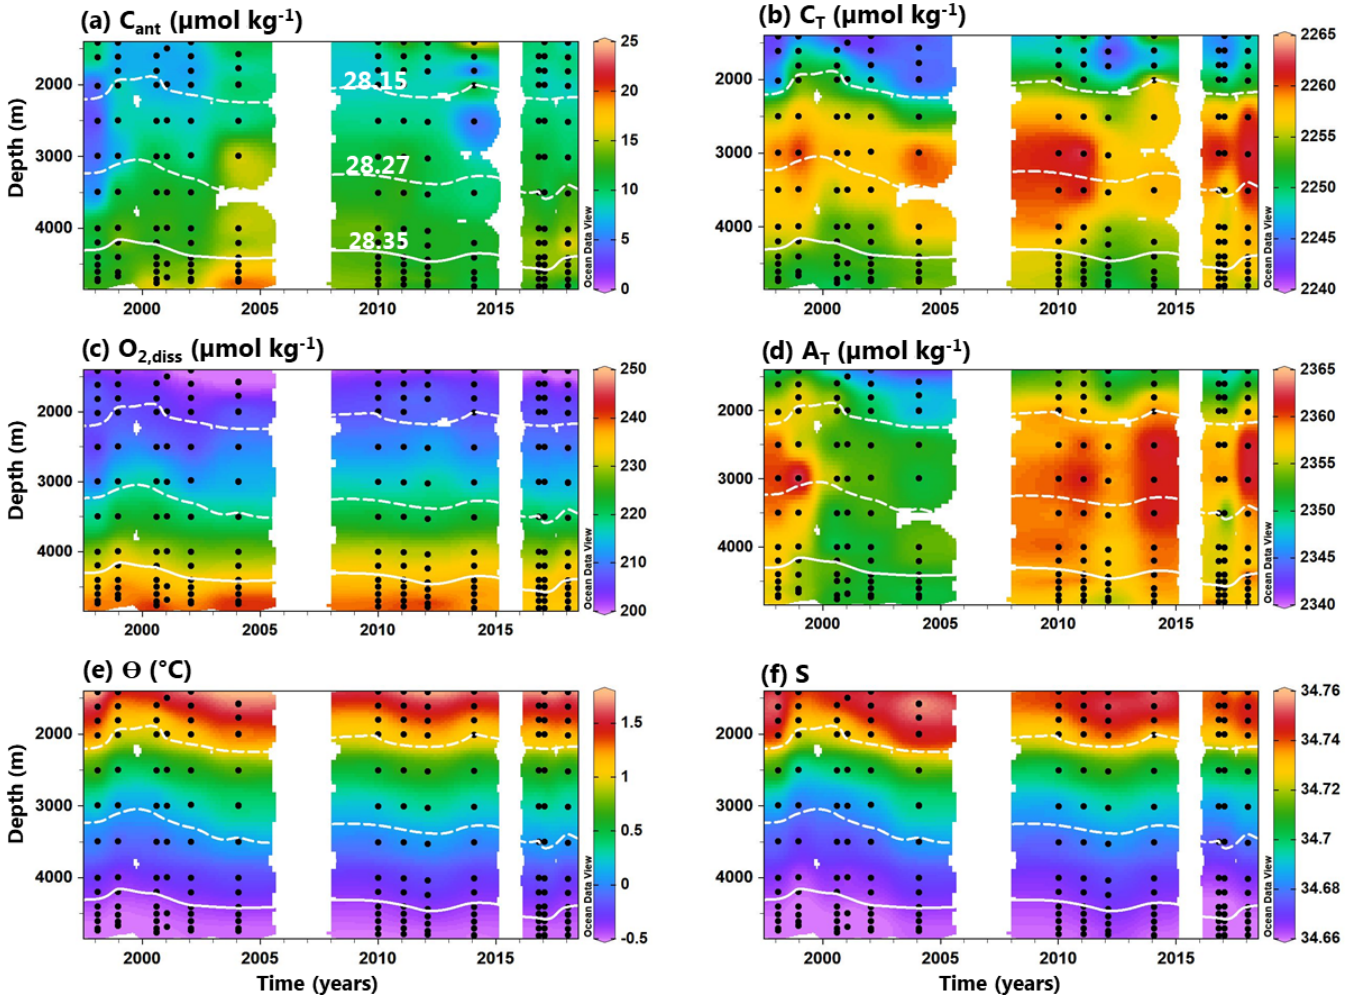 (a) Cant (μmol kg-1)
25
20
15
10
5
0
Depth (m)
2000
3000
4000
28.15
28.27
28.35
2000 2005 2010 2015
Ocean Data View
(b) CT (μmol kg-1)
2265
2260
2255
2250
2245
2240
2000
3000
4000
2000 2005 2010 2015
Ocean Data View
(c) O2,diss (μmol kg-1)
250
240
230
220
210
200
Depth (m)
2000
3000
4000
2000 2005 2010 2015
Ocean Data View
(d) AT (μmol kg-1)
2365
2360
2355
2350
2345
2340
2000
3000
4000
2000 2005 2010 2015
Ocean Data View
(e) Θ (°C)
1.5
1
0.5
0
-0.5
Depth (m)
2000
3000
4000
2000 2005 2010 2015
Time (years)
Ocean Data View
(f) S
34.76
34.74
34.72
34.7
34.68
34.66
2000
3000
4000
2000 2005 2010 2015
Time (years)
Ocean Data View